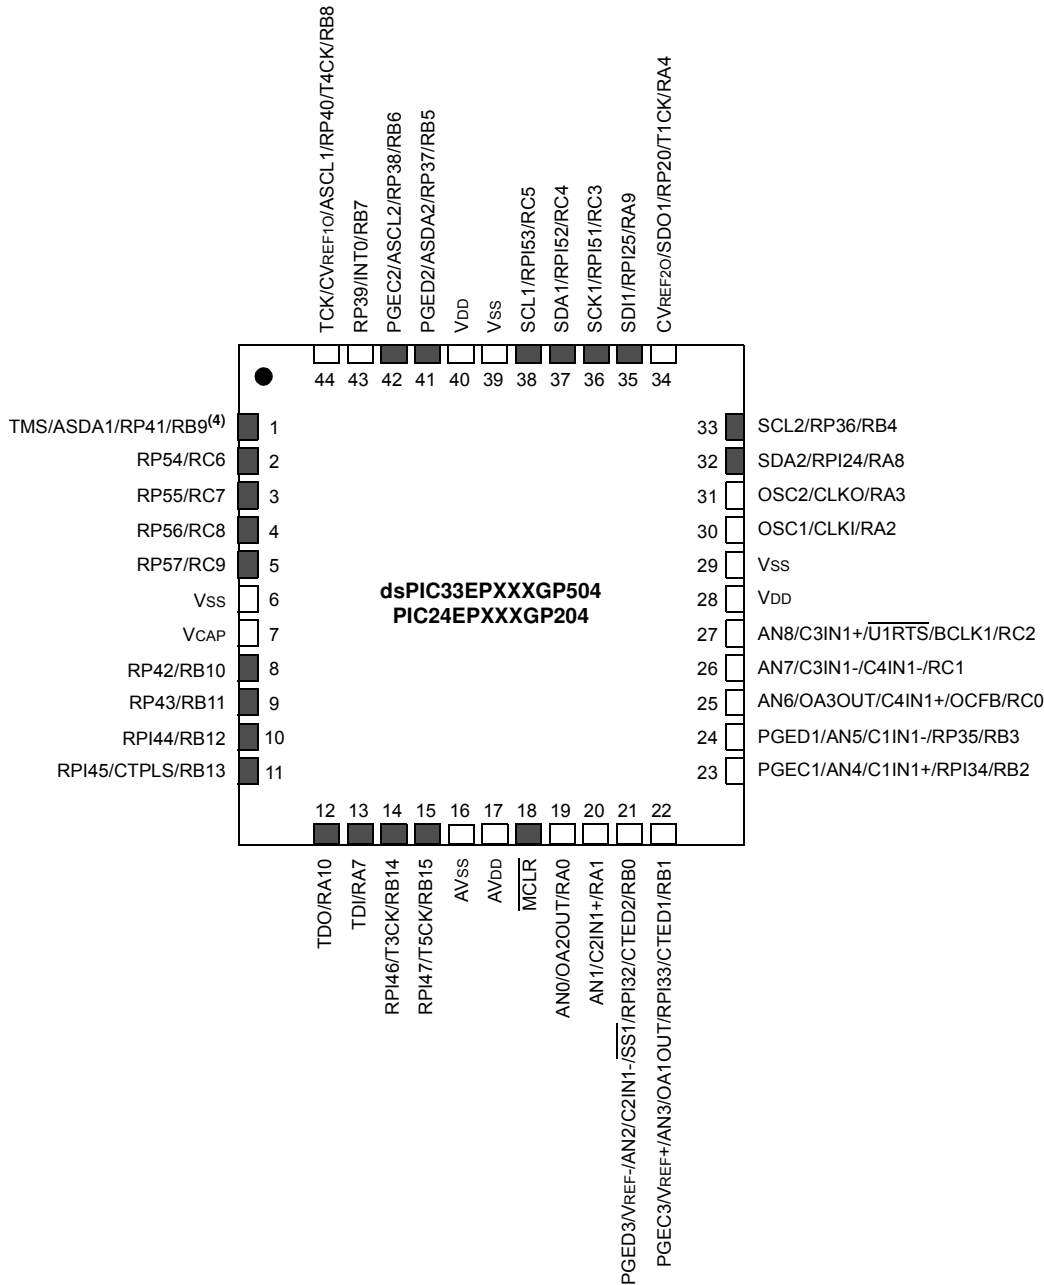 TCK/CVREF1O/ASCL1/RP40/T4CK/RB8
RP39/INT0/RB7
PGEC2/ASCL2/RP38/RB6
PGED2/ASDA2/RP37/RB5
VDD
VSS
SCL1/RPI53/RC5
SDA1/RPI52/RC4
SCK1/RPI51/RC3
SDI1/RPI25/RA9
CVREF2O/SDO1/RP20/T1CK/RA4
44 43 42 41 40 39 38 37 36 35 34
TMS/ASDA1/RP41/RB9(4) 1
RP54/RC6 2
RP55/RC7 3
RP56/RC8 4
RP57/RC9 5
VSS 6
VCAP 7
RP42/RB10 8
RP43/RB11 9
RPI44/RB12 10
RPI45/CTPLS/RB13 11
dsPIC33EPXXXGP504
PIC24EPXXXGP204
33 SCL2/RP36/RB4
32 SDA2/RPI24/RA8
31 OSC2/CLKO/RA3
30 OSC1/CLKI/RA2
29 VSS
28 VDD
27 AN8/C3IN1+/U1RTS/BCLK1/RC2
26 AN7/C3IN1-/C4IN1-/RC1
25 AN6/OA3OUT/C4IN1+/OCFB/RC0
24 PGED1/AN5/C1IN1-/RP35/RB3
23 PGEC1/AN4/C1IN1+/RPI34/RB2
12 13 14 15 16 17 18 19 20 21 22
TDO/RA10
TDI/RA7
RPI46/T3CK/RB14
RPI47/T5CK/RB15
AVSS
AVDD
MCLR
AN0/OA2OUT/RA0
AN1/C2IN1+/RA1
PGED3/VREF-/AN2/C2IN1-/SS1/RPI32/CTED2/RB0
PGEC3/VREF+/AN3/OA1OUT/RPI33/CTED1/RB1